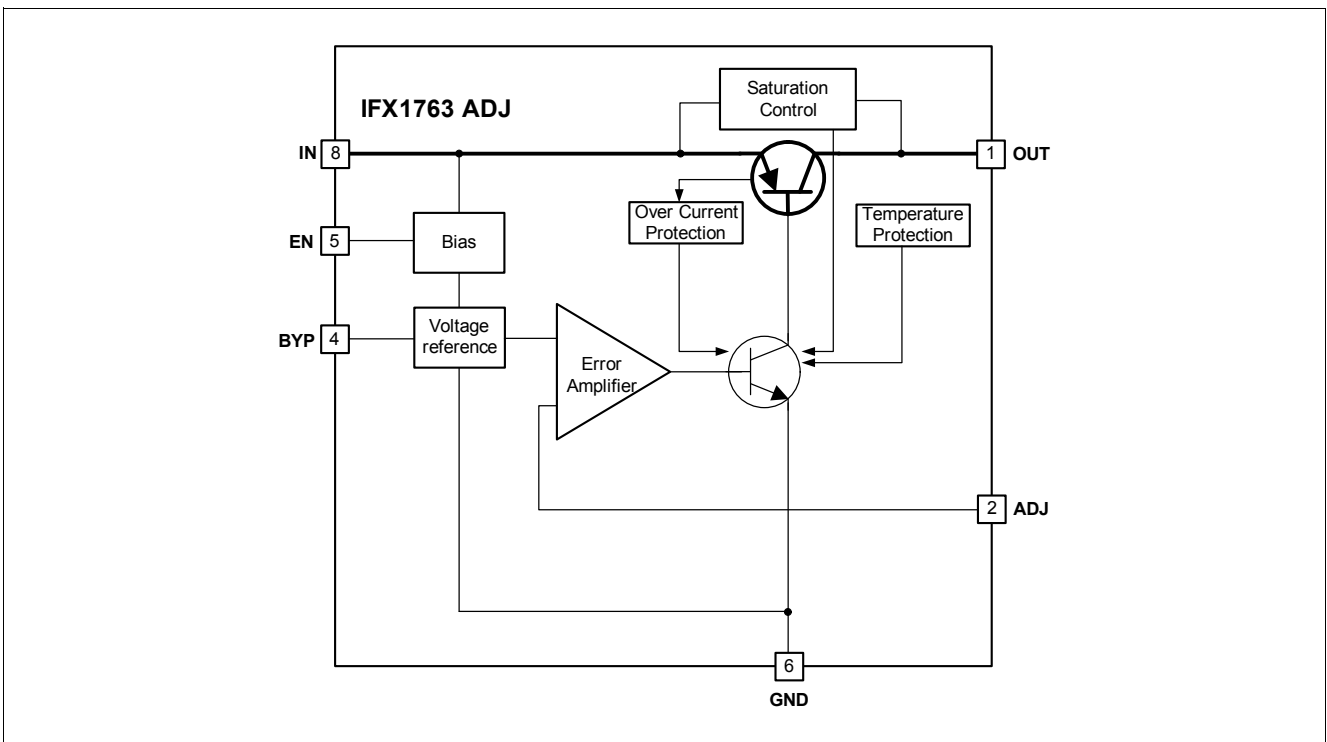 Saturation
Control
IFX1763 ADJ
IN 8
1 OUT
Over Current
Protection
Temperature
Protection
EN 5
Bias
BYP 4
Voltage
reference
Error
Amplifier
2 ADJ
6
GND